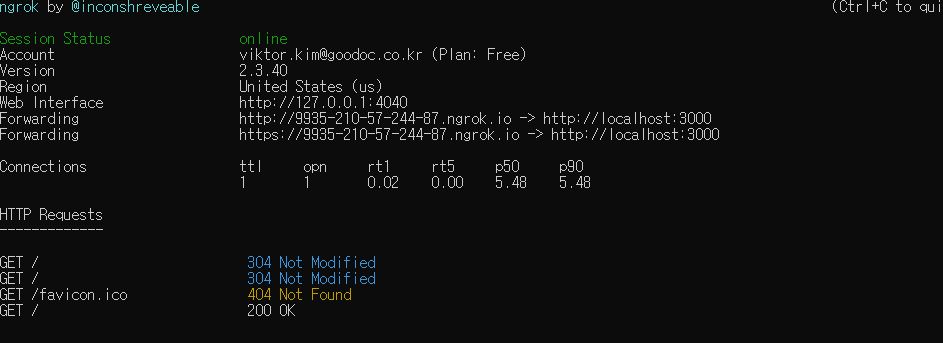 ngrok by @inconshreveable (Ctrl+C to qui
Session Status online
Account viktor.kim@goodoc.co.kr (Plan: Free)
Version 2.3.40
Region United States (us)
Web Interface http://127.0.0.1:4040
Forwarding http://9935-210-57-244-87.ngrok.io -> http://localhost:3000
Forwarding https://9935-210-57-244-87.ngrok.io -> http://localhost:3000
Connections ttl opn rt1 rt5 p50 p90
1 1 0.02 0.00 5.48 5.48
HTTP Requests
-------------
GET / 304 Not Modified
GET / 304 Not Modified
GET /favicon.ico 404 Not Found
GET / 200 OK